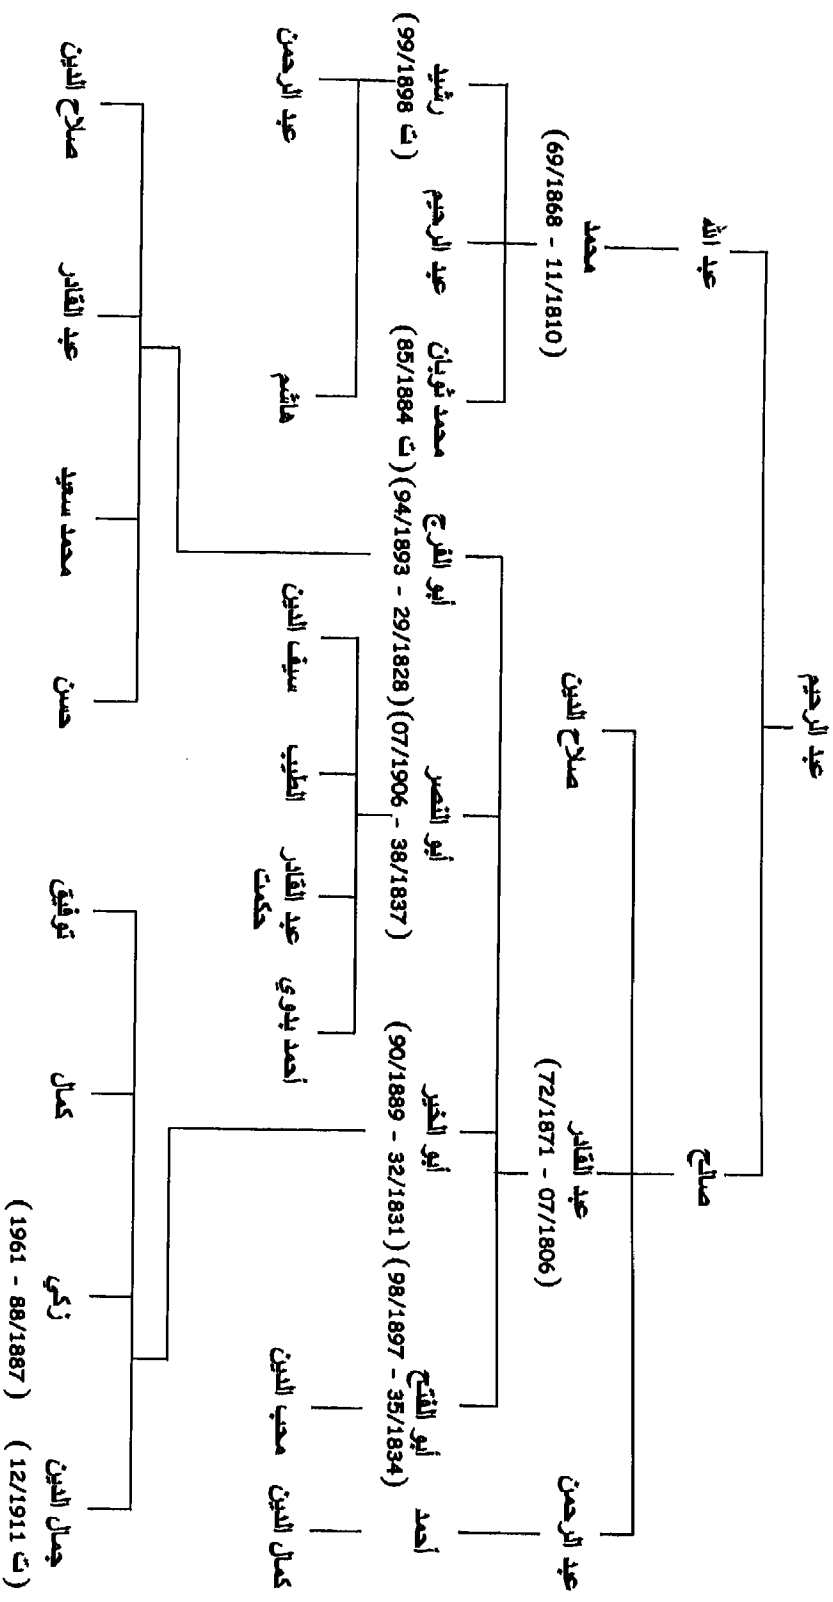 عبد الرحيم
صالح عبد الله
عبد الرحمن عبد القادر صلاح الدين محمد
(07/1806 - 72/1871) (11/1810 - 69/1868)
أحمد أبو الفتح أبو الخير أبو النصر أبو الفرج محمد ثوبان عبد الرحيم رشيد
(35/1834 - 98/1897) (32/1831 - 90/1889) (38/1837 - 07/1906) (29/1828 - 94/1893) (ت 85/1884) (ت 99/1898)
كمال الدين محب الدين أحمد بدوي عبد القادر الطيب سيف الدين هاشم عبد الرحمن
حكمت
جمال الدين زكي كمال توفيق حسن محمد سعيد عبد القادر صلاح الدين
(ت 12/1911) (88/1887 - 1961)